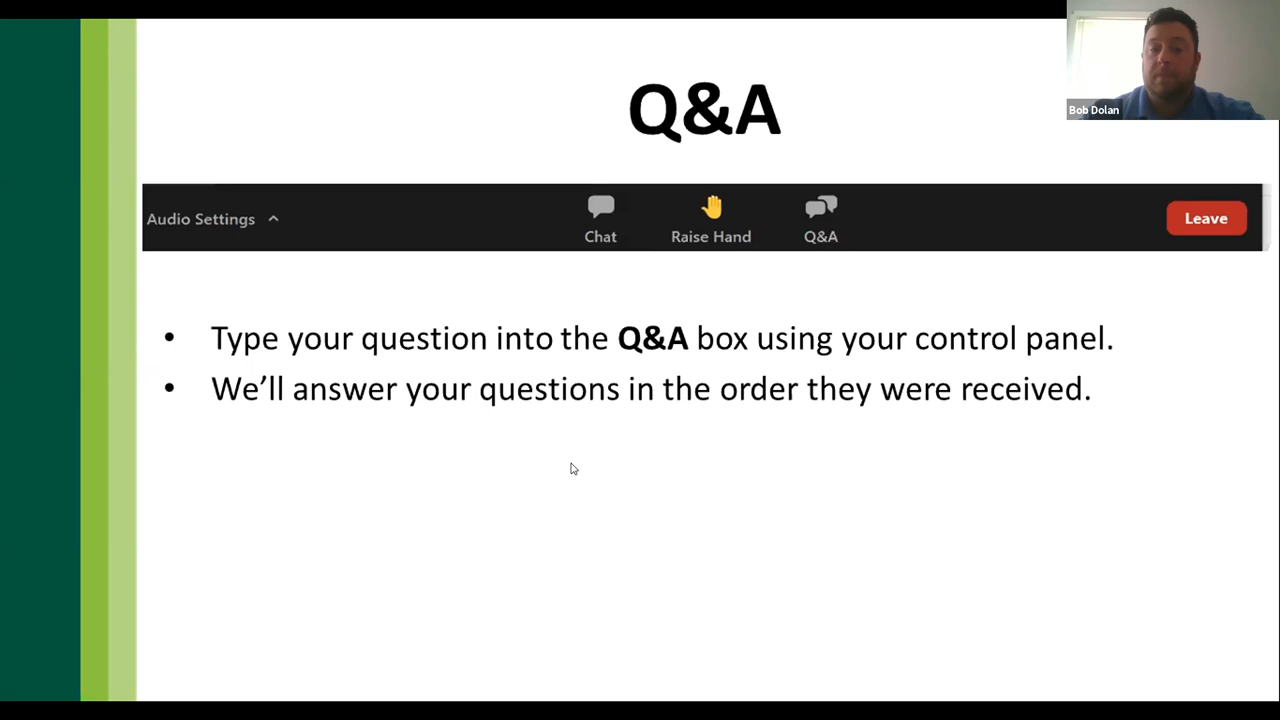 Q&A
Bob Dolan
Audio Settings
Chat
Raise Hand
Q&A
Leave
• Type your question into the Q&A box using your control panel.
• We’ll answer your questions in the order they were received.